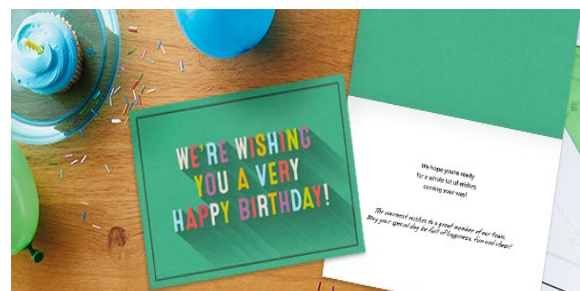 WE'RE WISHING
YOU A VERY
HAPPY BIRTHDAY!
We hope you're ready
for a whole lot of wishes
coming your way!
The warmest wishes to a great member of our team.
May your special day be full of happiness, fun and cheer!